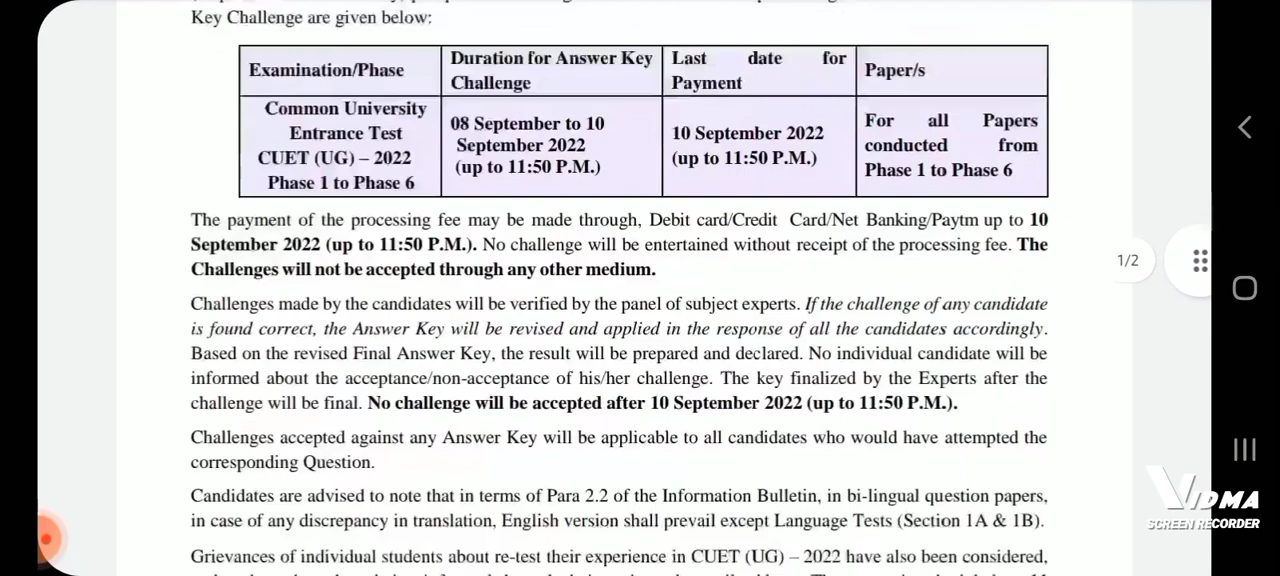 Key Challenge are given below:
Examination/Phase
Duration for Answer Key
Challenge
Last date for
Payment
Paper/s
Common University
Entrance Test
CUET (UG) – 2022
Phase 1 to Phase 6
08 September to 10
September 2022
(up to 11:50 P.M.)
10 September 2022
(up to 11:50 P.M.)
For all Papers
conducted from
Phase 1 to Phase 6
The payment of the processing fee may be made through, Debit card/Credit Card/Net Banking/Paytm up to 10
September 2022 (up to 11:50 P.M.). No challenge will be entertained without receipt of the processing fee. The
Challenges will not be accepted through any other medium.
1/2
Challenges made by the candidates will be verified by the panel of subject experts. If the challenge of any candidate
is found correct, the Answer Key will be revised and applied in the response of all the candidates accordingly.
Based on the revised Final Answer Key, the result will be prepared and declared. No individual candidate will be
informed about the acceptance/non-acceptance of his/her challenge. The key finalized by the Experts after the
challenge will be final. No challenge will be accepted after 10 September 2022 (up to 11:50 P.M.).
Challenges accepted against any Answer Key will be applicable to all candidates who would have attempted the
corresponding Question.
Candidates are advised to note that in terms of Para 2.2 of the Information Bulletin, in bi-lingual question papers,
in case of any discrepancy in translation, English version shall prevail except Language Tests (Section 1A & 1B).
Grievances of individual students about re-test their experience in CUET (UG) – 2022 have also been considered,
VIDMA
SCREEN RECORDER